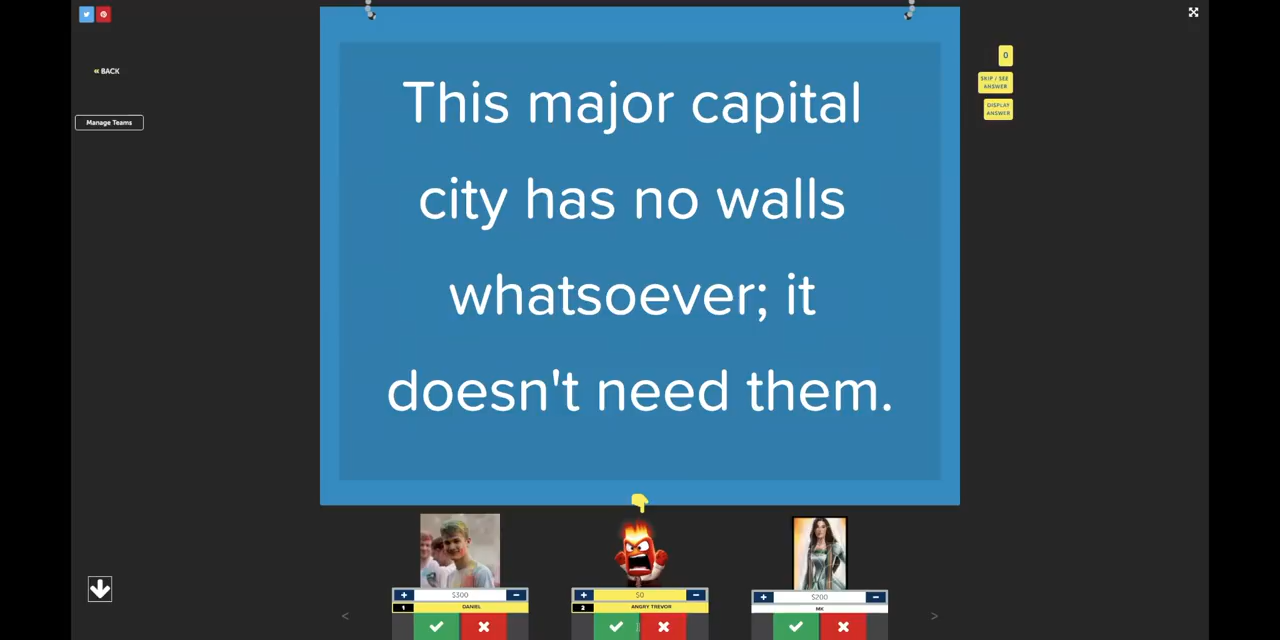 « BACK
Manage Teams
This major capital
city has no walls
whatsoever; it
doesn't need them.
0
SKIP / SEE
ANSWER
DISPLAY
ANSWER
+ $300 −
1 DANIEL
+ $0 −
2 ANGRY TREVOR
+ $200 −
MK
< >